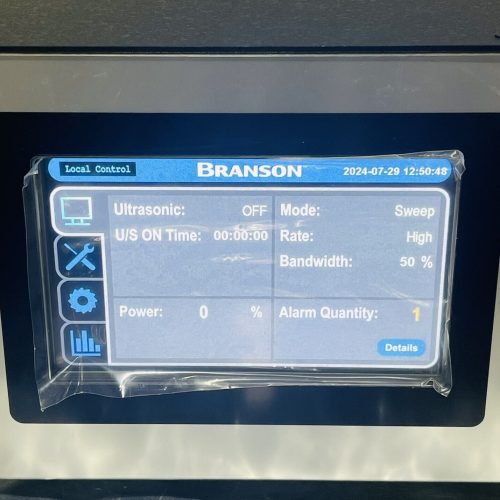 Local Control BRANSON 2024-07-29 12:50:48
Ultrasonic: OFF Mode: Sweep
U/S ON Time: 00:00:00 Rate: High
Bandwidth: 50 %
Power: 0 % Alarm Quantity: 1
Details